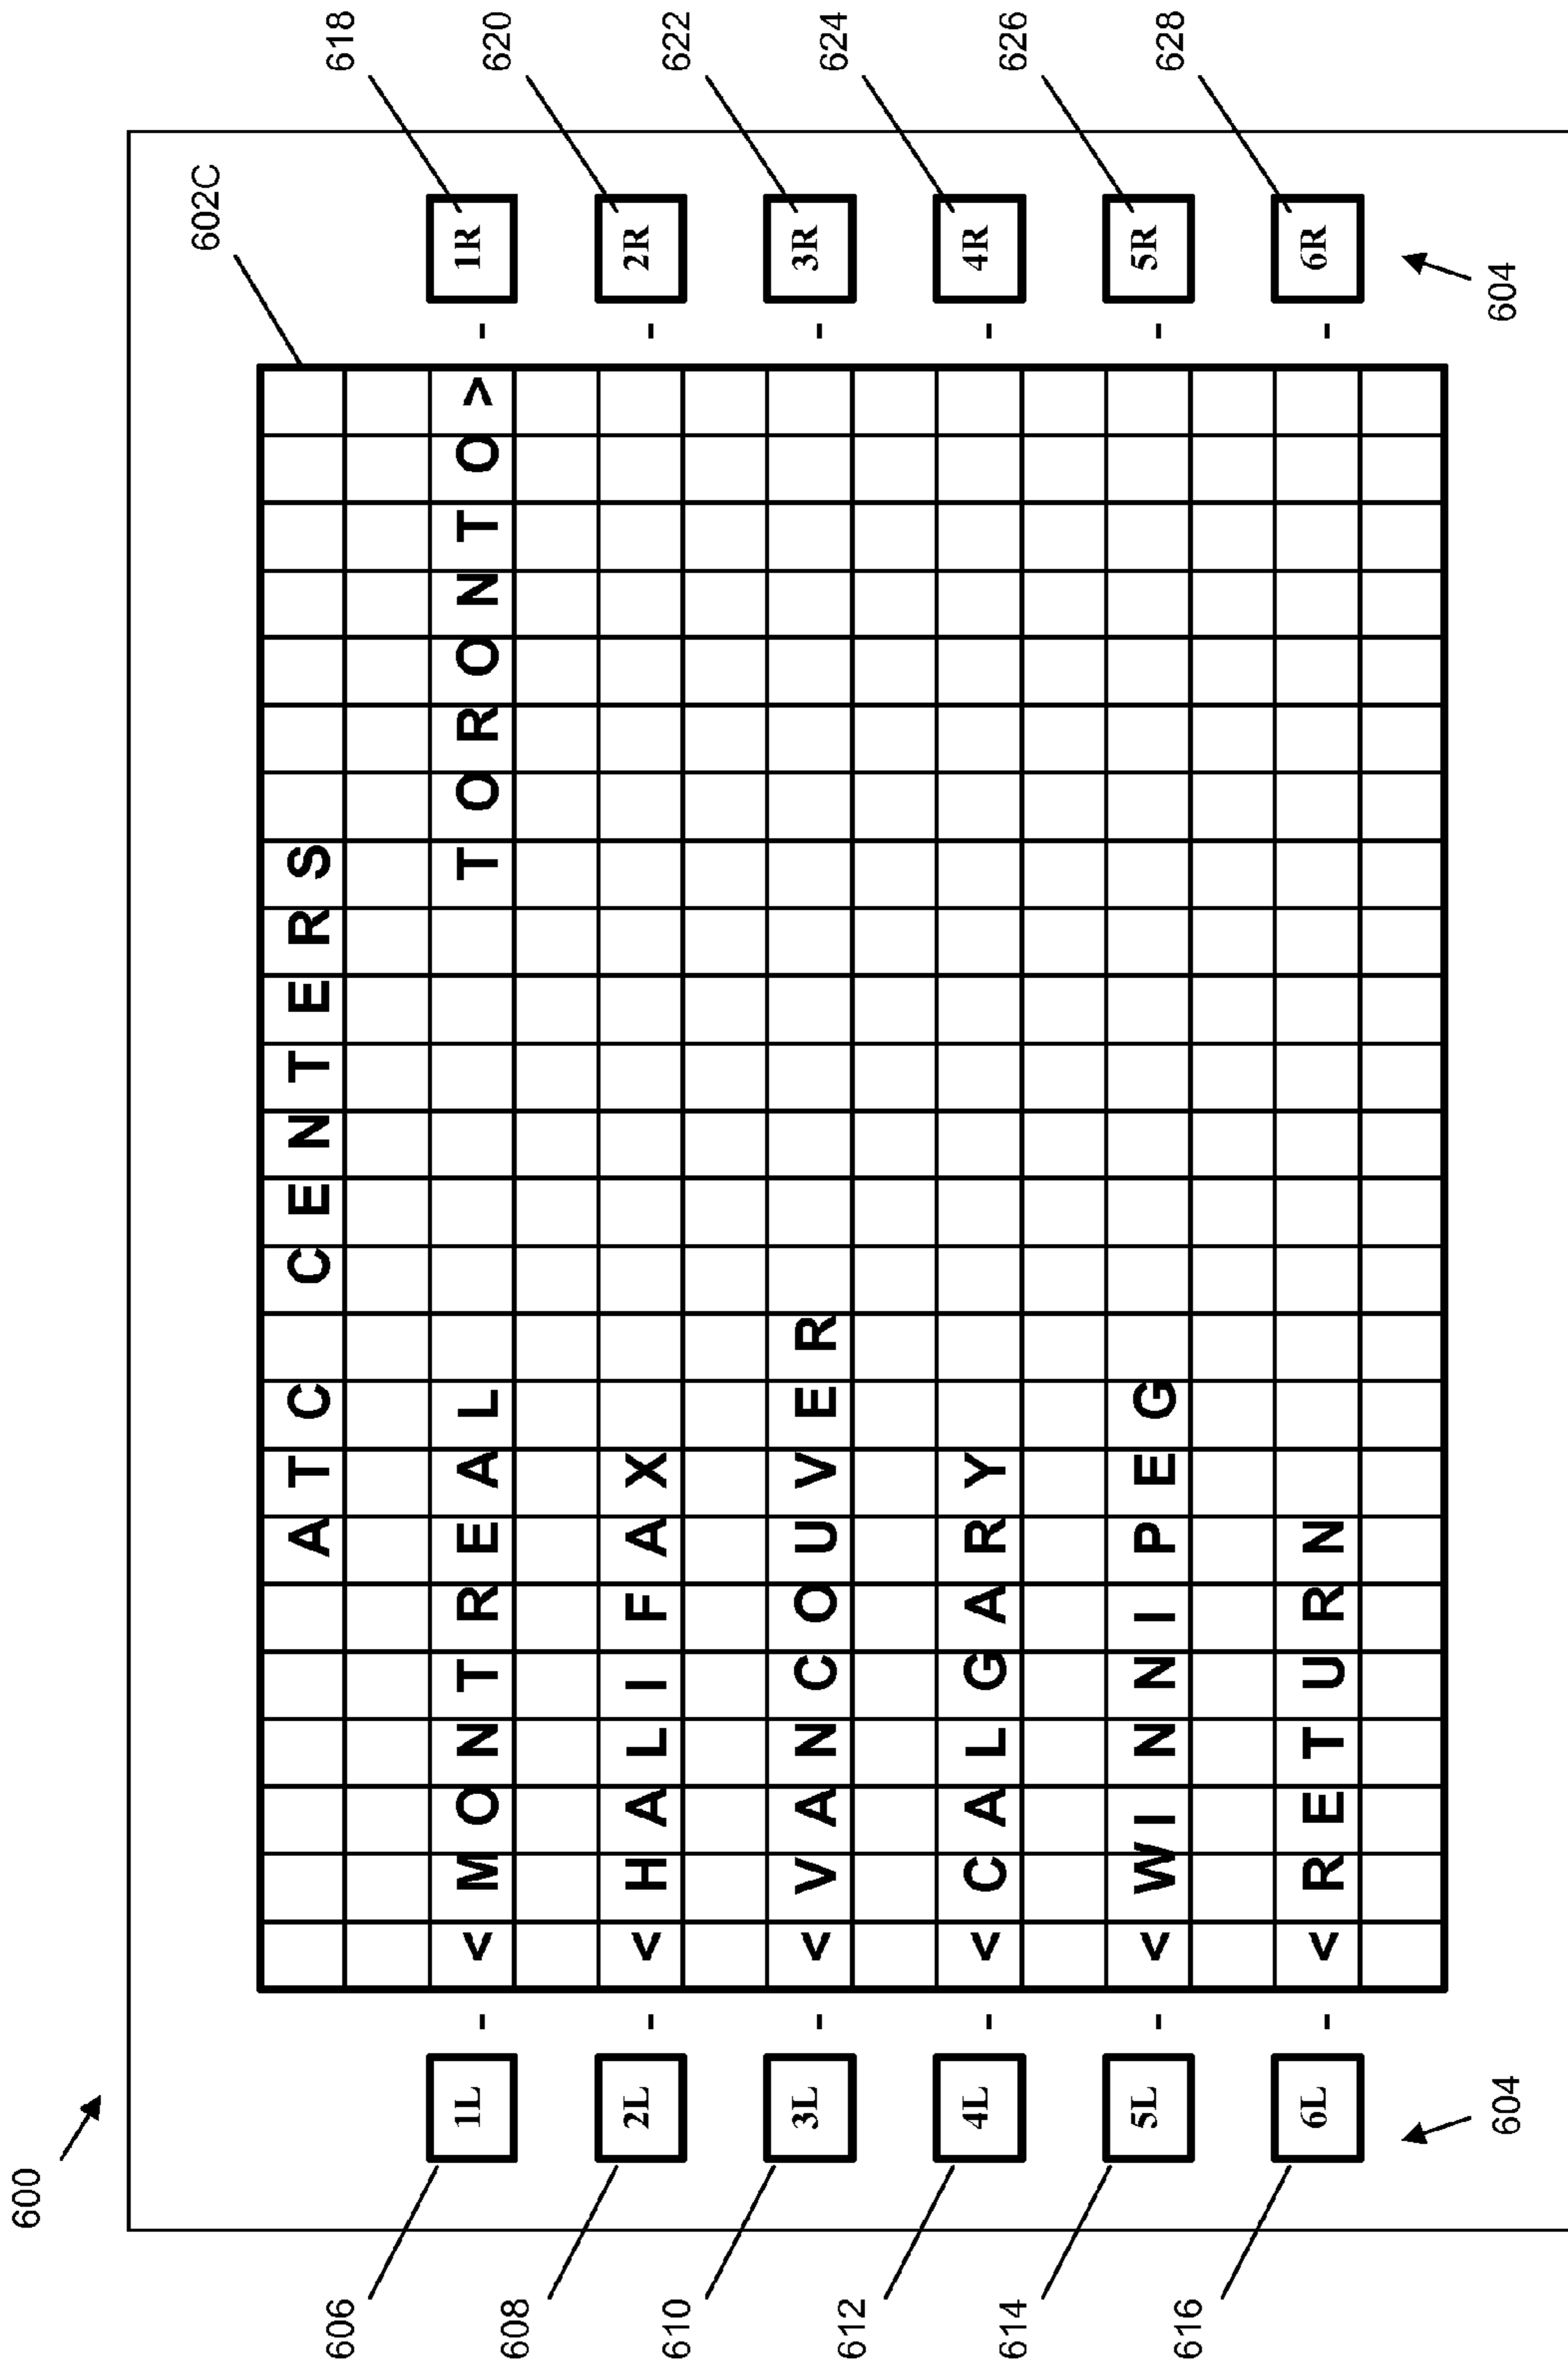 600
602C
ATC CENTERS
606 1L - <MONTREAL TORONTO> - 1R 618
608 2L - <HALIFAX - 2R 620
610 3L - <VANCOUVER - 3R 622
612 4L - <CALGARY - 4R 624
614 5L - <WINNIPEG - 5R 626
616 6L - <RETURN - 6R 628
604 604